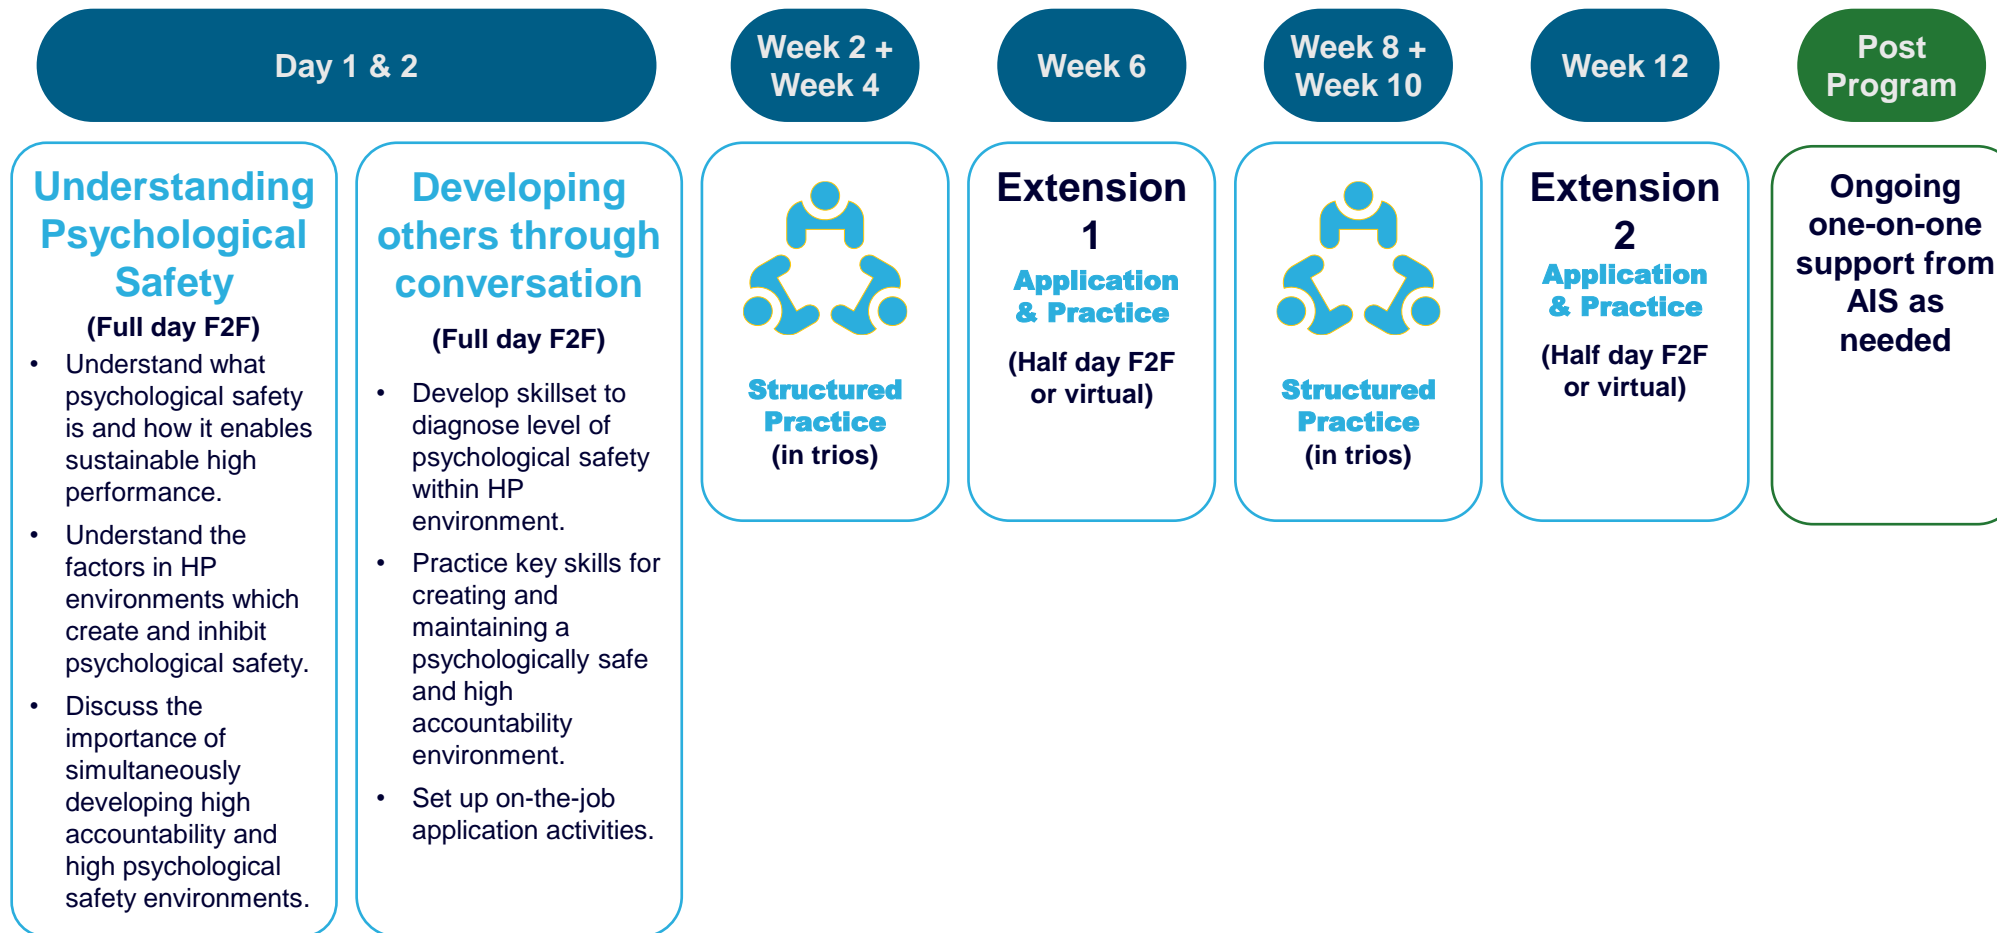 Day 1 & 2
Week 2 +
Week 4
Week 6
Week 8 +
Week 10
Week 12
Post
Program
Understanding
Psychological
Safety
(Full day F2F)
• Understand what
psychological safety
is and how it enables
sustainable high
performance.
• Understand the
factors in HP
environments which
create and inhibit
psychological safety.
• Discuss the
importance of
simultaneously
developing high
accountability and
high psychological
safety environments.
Developing
others through
conversation
(Full day F2F)
• Develop skillset to
diagnose level of
psychological safety
within HP
environment.
• Practice key skills for
creating and
maintaining a
psychologically safe
and high
accountability
environment.
• Set up on-the-job
application activities.
Structured
Practice
(in trios)
Extension
1
Application
& Practice
(Half day F2F
or virtual)
Structured
Practice
(in trios)
Extension
2
Application
& Practice
(Half day F2F
or virtual)
Ongoing
one-on-one
support from
AIS as
needed